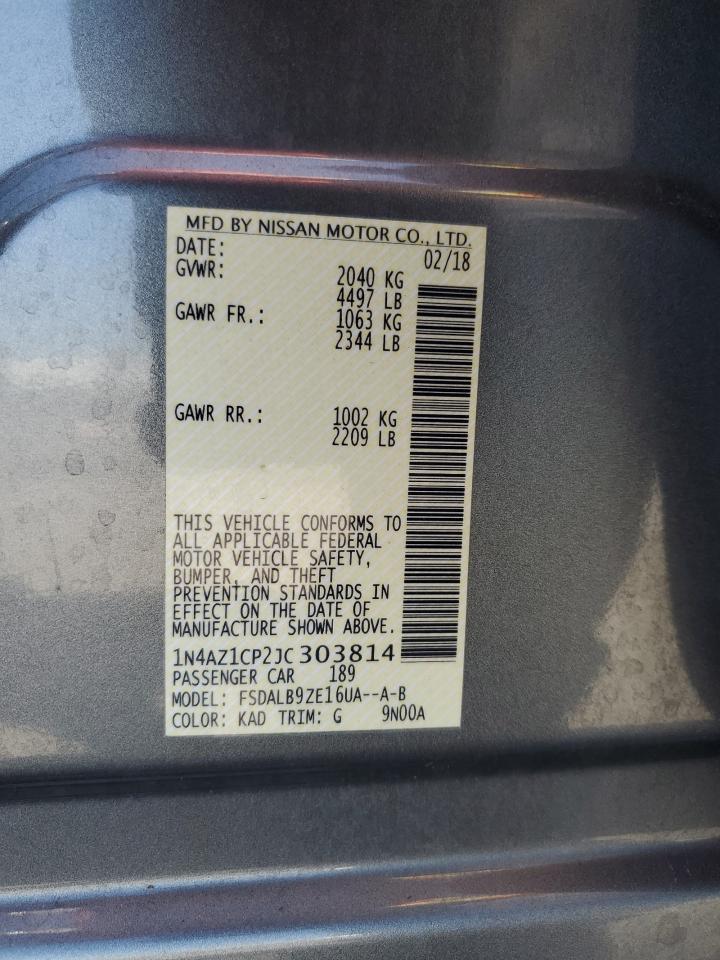 MFD BY NISSAN MOTOR CO., LTD.
DATE: 02/18
GVWR: 2040 KG
4497 LB
GAWR FR.: 1063 KG
2344 LB
GAWR RR.: 1002 KG
2209 LB
THIS VEHICLE CONFORMS TO
ALL APPLICABLE FEDERAL
MOTOR VEHICLE SAFETY,
BUMPER, AND THEFT
PREVENTION STANDARDS IN
EFFECT ON THE DATE OF
MANUFACTURE SHOWN ABOVE.
1N4AZ1CP2JC303814
PASSENGER CAR 189
MODEL: FSDALB9ZE16UA--A-B
COLOR: KAD TRIM: G 9N00A